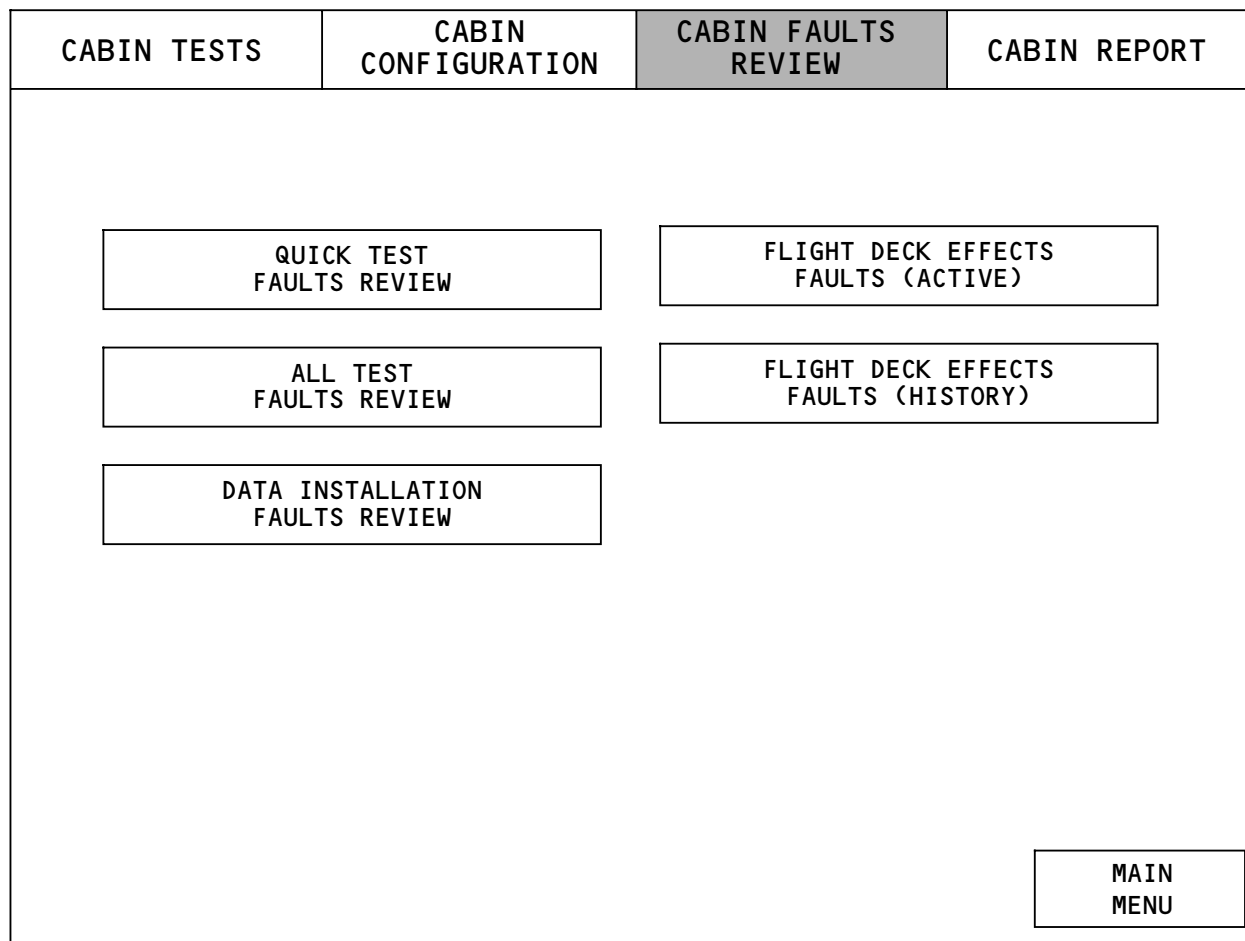 CABIN TESTS
CABIN
CONFIGURATION
CABIN FAULTS
REVIEW
CABIN REPORT
QUICK TEST
FAULTS REVIEW
ALL TEST
FAULTS REVIEW
DATA INSTALLATION
FAULTS REVIEW
FLIGHT DECK EFFECTS
FAULTS (ACTIVE)
FLIGHT DECK EFFECTS
FAULTS (HISTORY)
MAIN
MENU